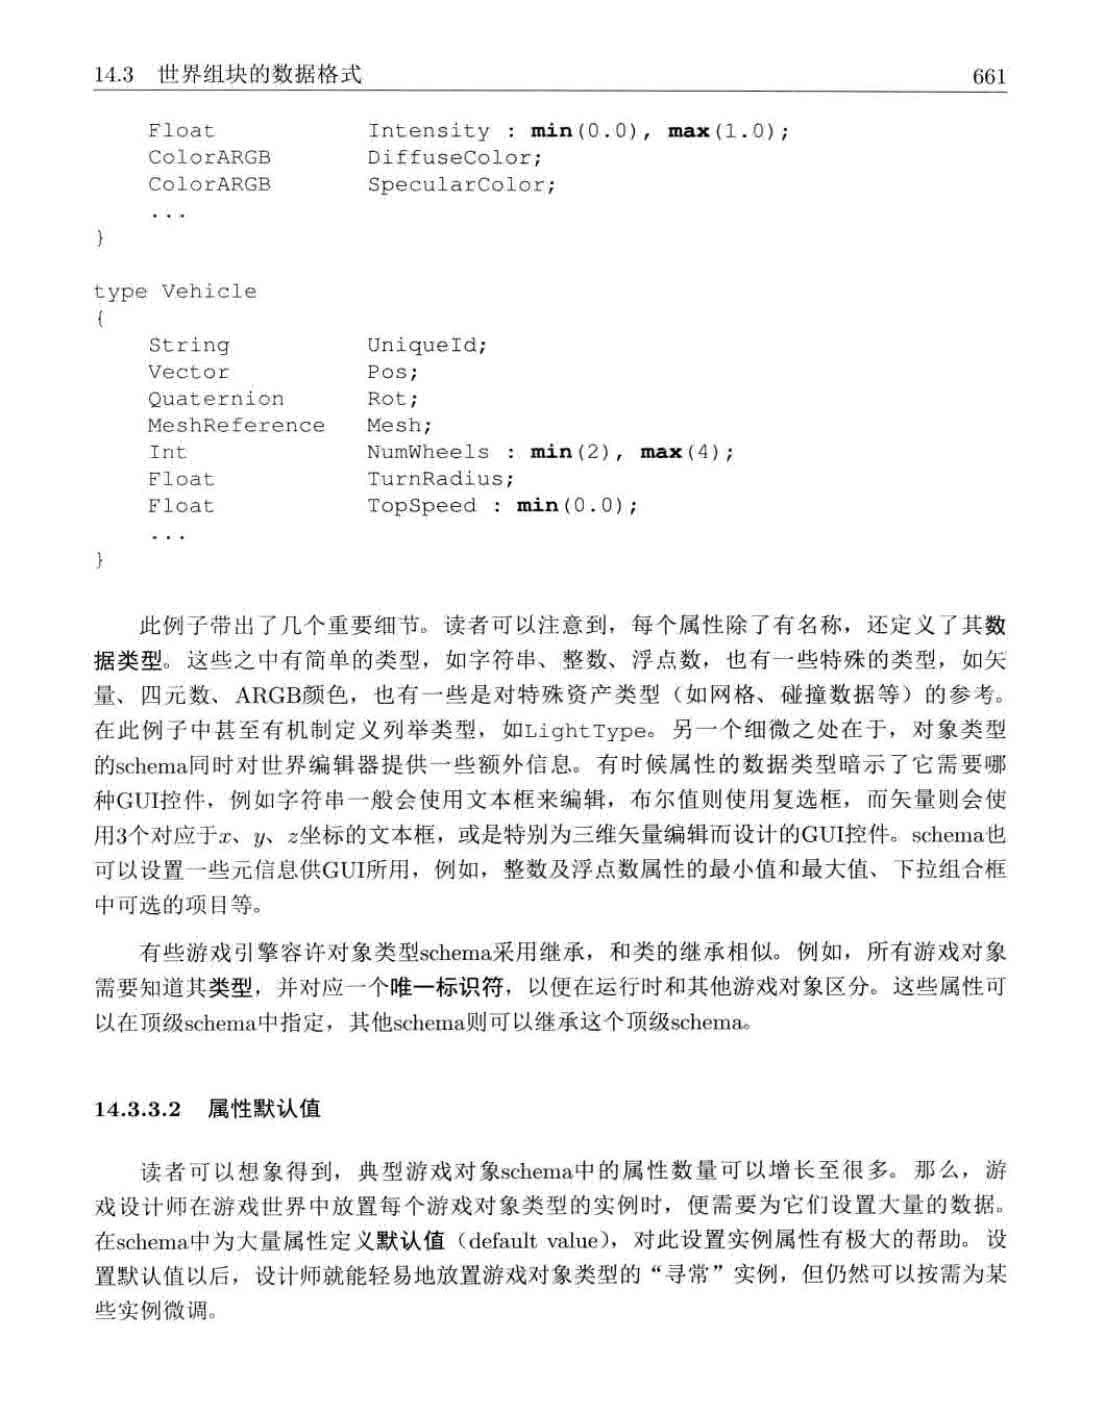 14.3 世界组块的数据格式 661
Float Intensity : min(0.0), max(1.0);
ColorARGB DiffuseColor;
ColorARGB SpecularColor;
...
}
type Vehicle
{
String UniqueId;
Vector Pos;
Quaternion Rot;
MeshReference Mesh;
Int NumWheels : min(2), max(4);
Float TurnRadius;
Float TopSpeed : min(0.0);
...
}
此例子带出了几个重要细节。读者可以注意到，每个属性除了有名称，还定义了其数
据类型。这些之中有简单的类型，如字符串、整数、浮点数，也有一些特殊的类型，如矢
量、四元数、ARGB颜色，也有一些是对特殊资产类型（如网格、碰撞数据等）的参考。
在此例子中甚至有机制定义列举类型，如LightType。另一个细微之处在于，对象类型
的schema同时对世界编辑器提供一些额外信息。有时候属性的数据类型暗示了它需要哪
种GUI控件，例如字符串一般会使用文本框来编辑，布尔值则使用复选框，而矢量则会使
用3个对应于x、y、z坐标的文本框，或是特别为三维矢量编辑而设计的GUI控件。schema也
可以设置一些元信息供GUI所用，例如，整数及浮点数属性的最小值和最大值、下拉组合框
中可选的项目等。
有些游戏引擎容许对象类型schema采用继承，和类的继承相似。例如，所有游戏对象
需要知道其类型，并对应一个唯一标识符，以便在运行时和其他游戏对象区分。这些属性可
以在顶级schema中指定，其他schema则可以继承这个顶级schema。
14.3.3.2 属性默认值
读者可以想象得到，典型游戏对象schema中的属性数量可以增长至很多。那么，游
戏设计师在游戏世界中放置每个游戏对象类型的实例时，便需要为它们设置大量的数据。
在schema中为大量属性定义默认值（default value），对此设置实例属性有极大的帮助。设
置默认值以后，设计师就能轻易地放置游戏对象类型的“寻常”实例，但仍然可以按需为某
些实例微调。